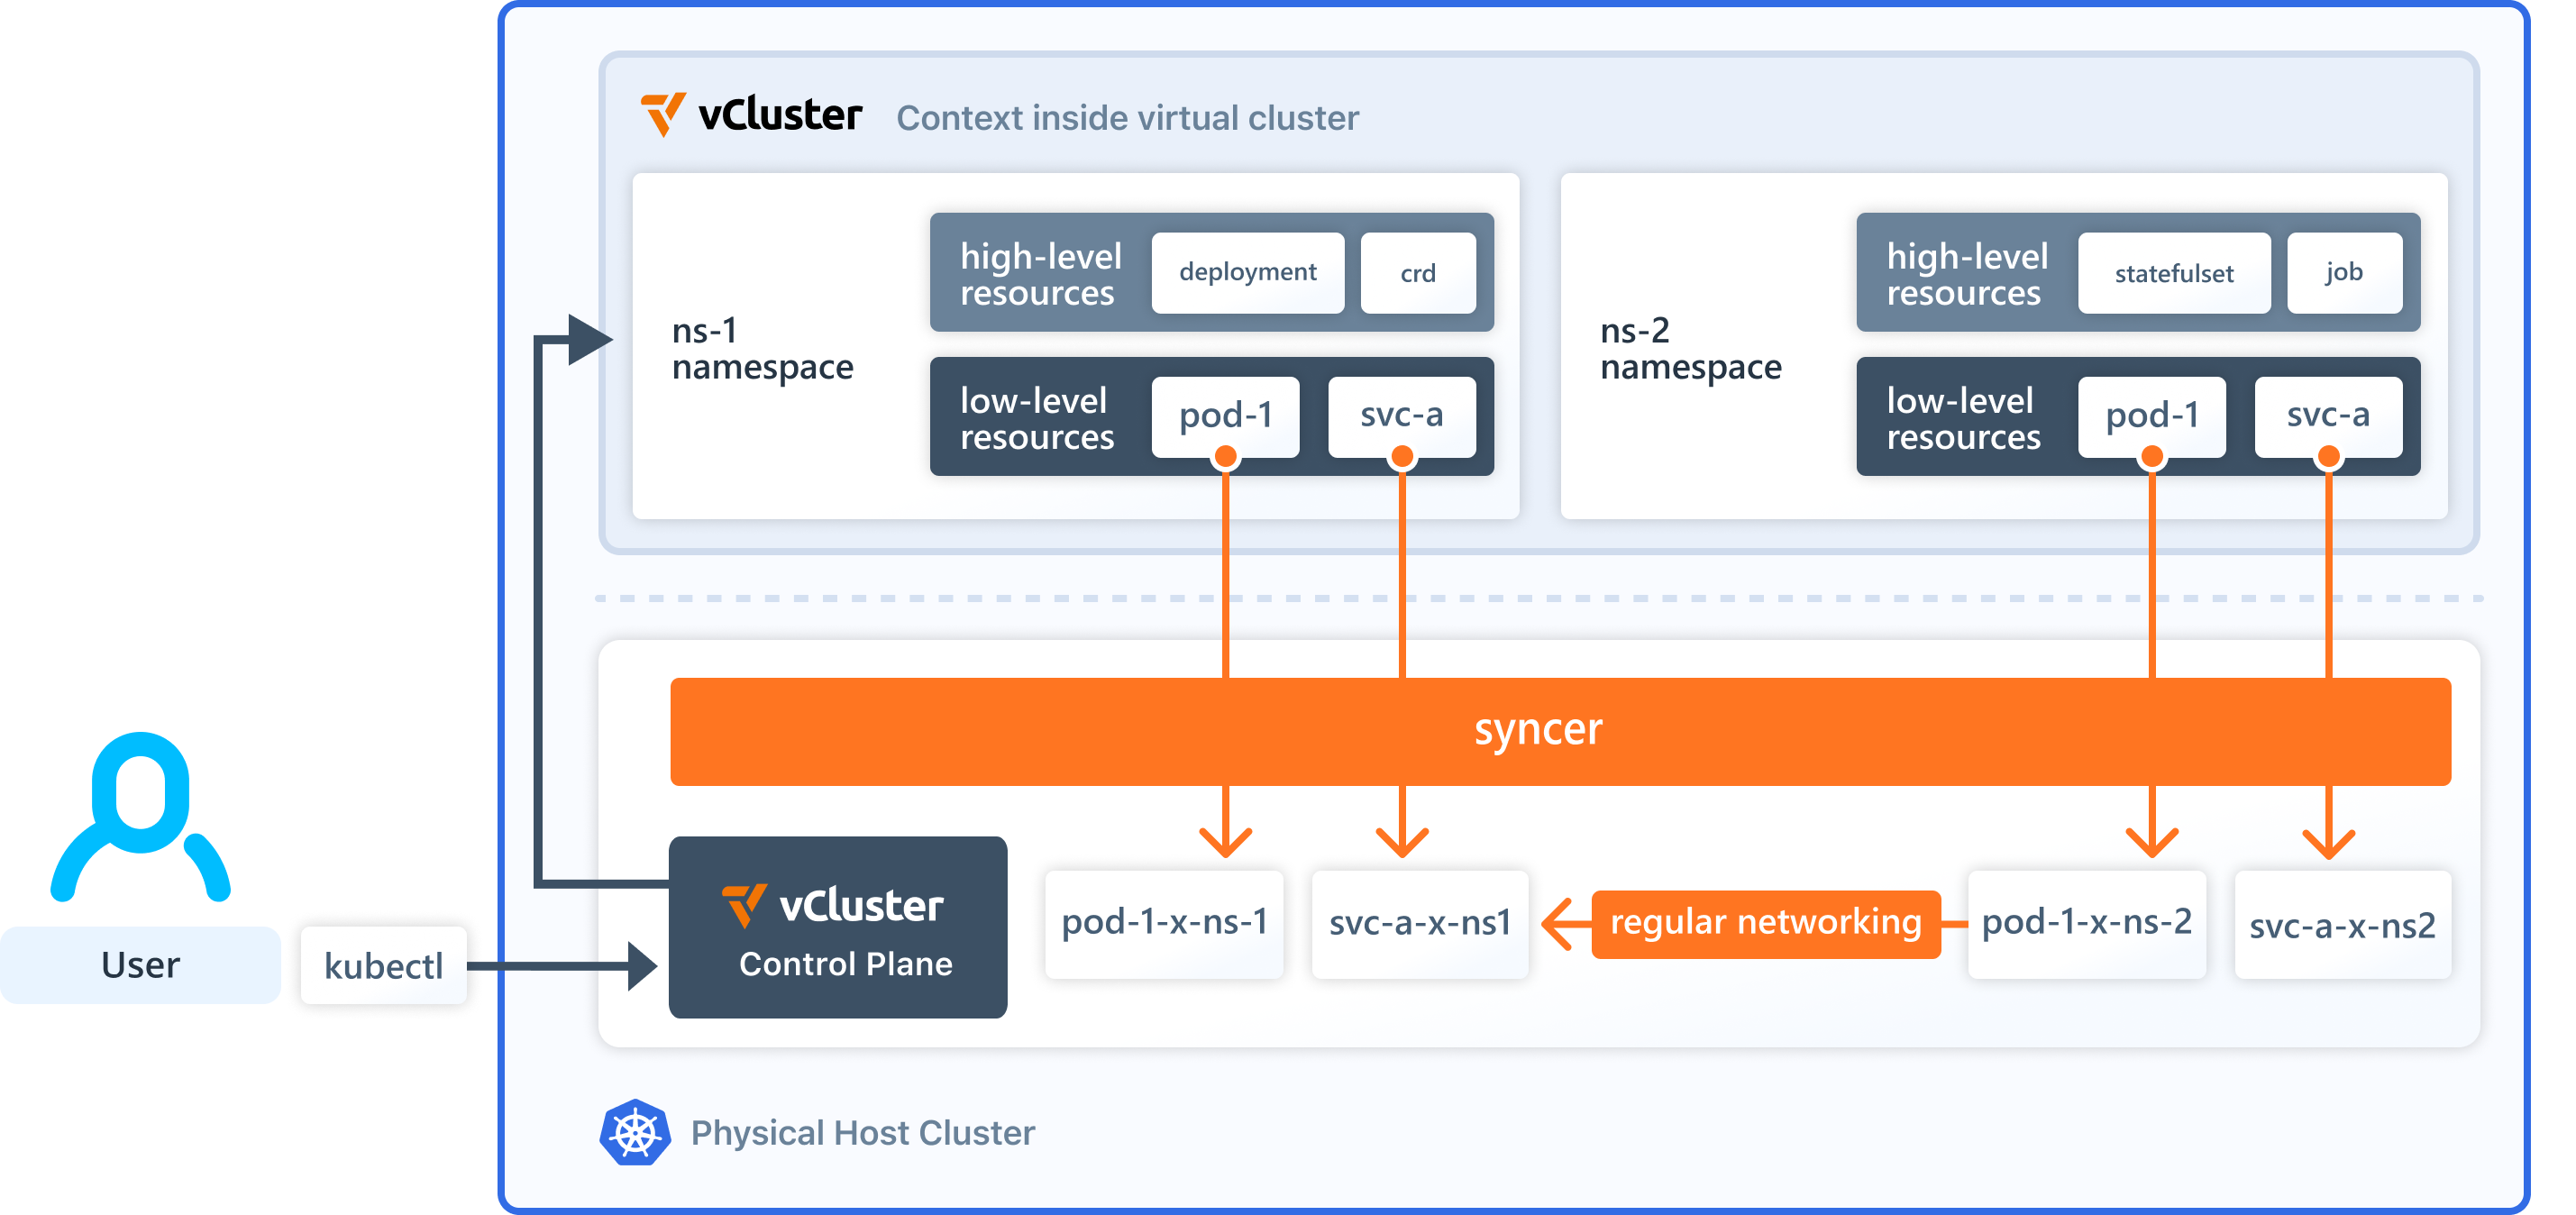 vCluster Context inside virtual cluster
ns-1
namespace
high-level
resources
deployment
crd
low-level
resources
pod-1
svc-a
ns-2
namespace
high-level
resources
statefulset
job
low-level
resources
pod-1
svc-a
syncer
User
kubectl
vCluster
Control Plane
pod-1-x-ns-1
svc-a-x-ns1
regular networking
pod-1-x-ns-2
svc-a-x-ns2
Physical Host Cluster